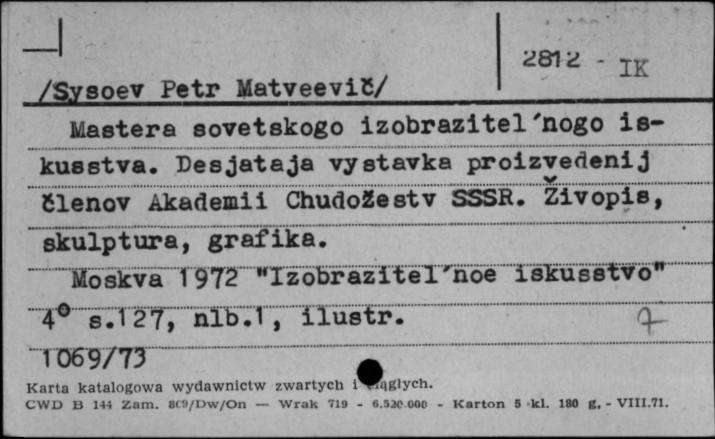 2812 - IK
/Sysoev Petr Matveevič/
Mastera sovetskogo izobrazitel´nogo is-
kusstva. Desjataja vystavka proizvedenij
členov Akademii Chudožestv SSSR. Živopis,
skulptura, grafika.
Moskva 1972 "Izobrazitel´noe iskusstvo"
4° s.127, nlb.1, ilustr.
1069/73
Karta katalogowa wydawnictw zwartych i ciągłych.
CWD B 144 Zam. 809/Dw/On — Wrak 719 - 6.520.000 - Karton 5 kl. 180 g. - VIII.71.